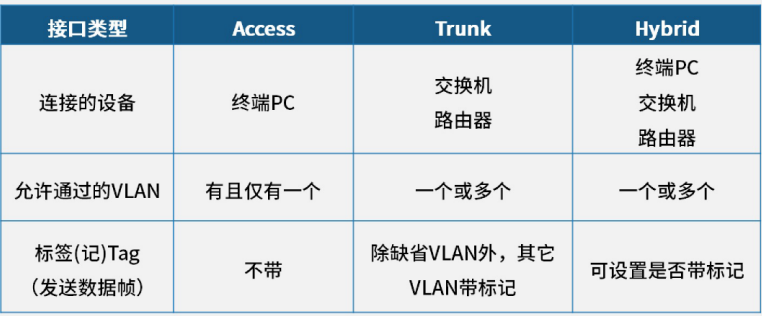 接口类型 Access Trunk Hybrid
连接的设备 终端PC 交换机 终端PC
路由器 交换机
路由器
允许通过的VLAN 有且仅有一个 一个或多个 一个或多个
标签(记)Tag 不带 除缺省VLAN外，其它 可设置是否带标记
（发送数据帧） VLAN带标记